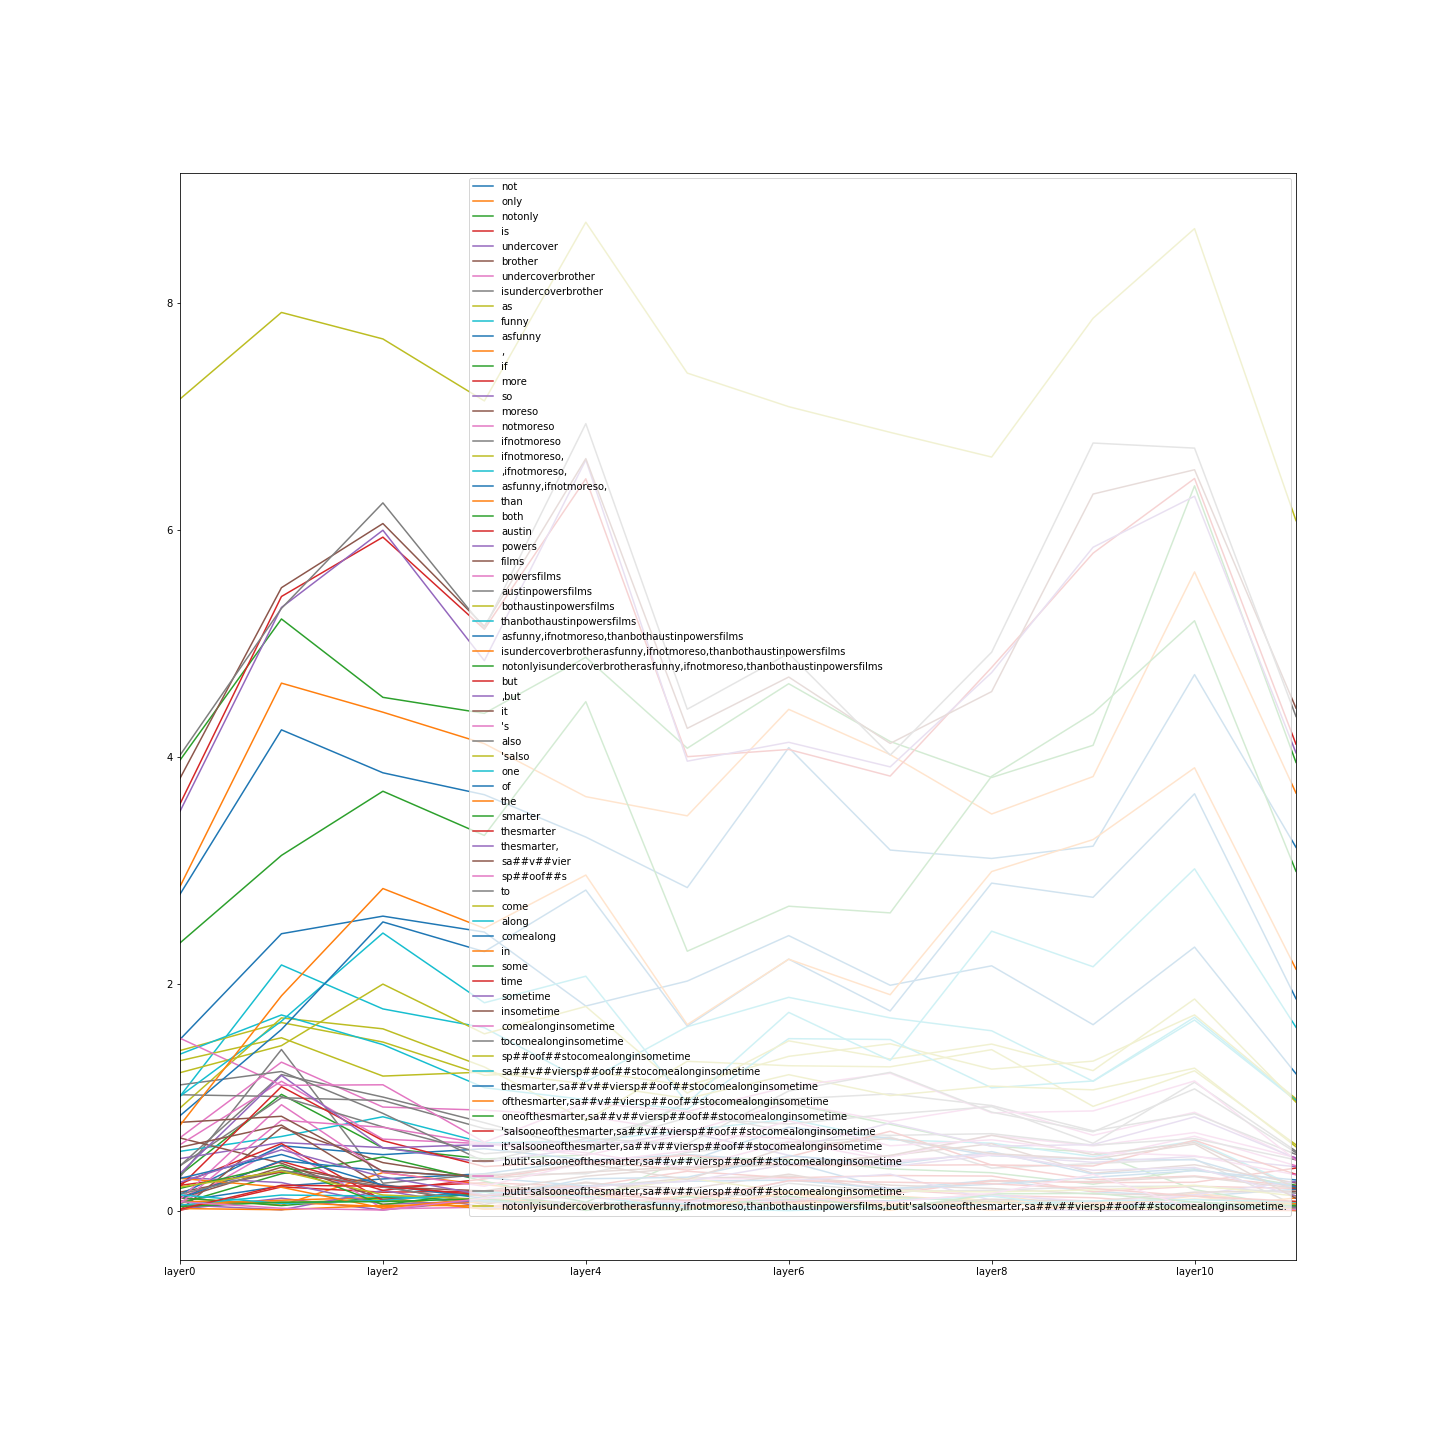 not
only
notonly
is
undercover
brother
undercoverbrother
isundercoverbrother
as
funny
asfunny
,
if
more
so
moreso
notmoreso
ifnotmoreso
ifnotmoreso,
,ifnotmoreso,
asfunny,ifnotmoreso,
than
both
austin
powers
films
powersfilms
austinpowersfilms
bothaustinpowersfilms
thanbothaustinpowersfilms
asfunny,ifnotmoreso,thanbothaustinpowersfilms
isundercoverbrotherasfunny,ifnotmoreso,thanbothaustinpowersfilms
notonlyisundercoverbrotherasfunny,ifnotmoreso,thanbothaustinpowersfilms
but
,but
it
's
also
'salso
one
of
the
smarter
thesmarter
thesmarter,
sa##v##vier
sp##oof##s
to
come
along
comealong
in
some
time
sometime
insometime
comealonginsometime
tocomealonginsometime
sp##oof##stocomealonginsometime
sa##v##viersp##oof##stocomealonginsometime
thesmarter,sa##v##viersp##oof##stocomealonginsometime
ofthesmarter,sa##v##viersp##oof##stocomealonginsometime
oneofthesmarter,sa##v##viersp##oof##stocomealonginsometime
'salsooneofthesmarter,sa##v##viersp##oof##stocomealonginsometime
it'salsooneofthesmarter,sa##v##viersp##oof##stocomealonginsometime
,butit'salsooneofthesmarter,sa##v##viersp##oof##stocomealonginsometime
.
,butit'salsooneofthesmarter,sa##v##viersp##oof##stocomealonginsometime.
notonlyisundercoverbrotherasfunny,ifnotmoreso,thanbothaustinpowersfilms,butit'salsooneofthesmarter,sa##v##viersp##oof##stocomealonginsometime.
8
6
4
2
0
layer0 layer2 layer4 layer6 layer8 layer10